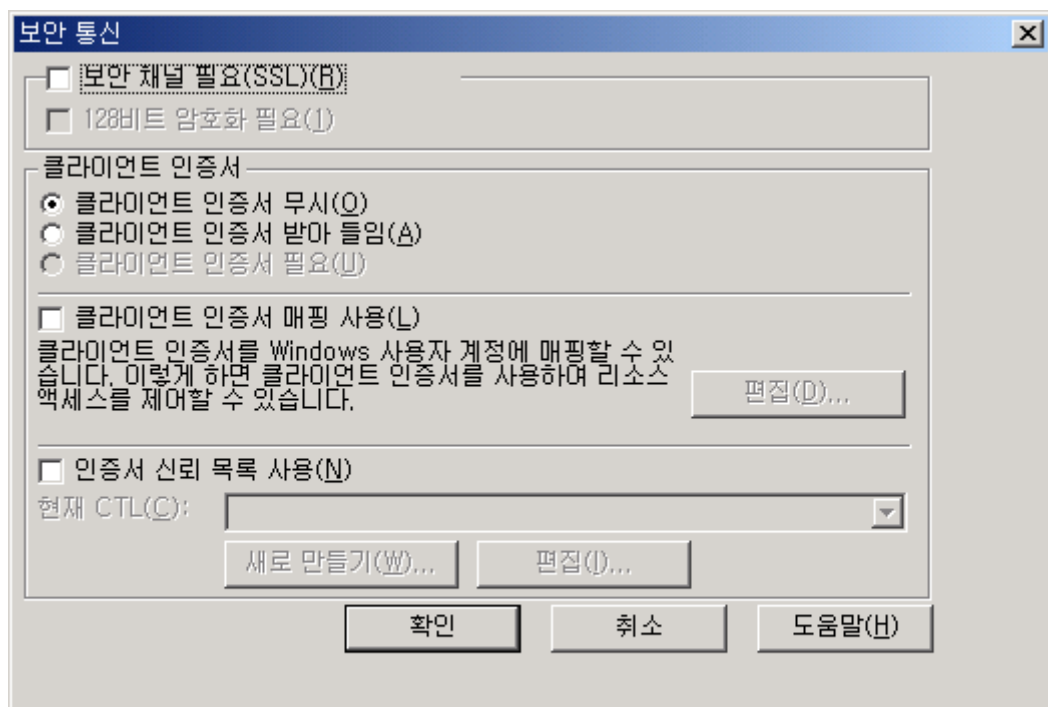 보안 통신
보안 채널 필요(SSL)(R)
128비트 암호화 필요(1)
클라이언트 인증서
클라이언트 인증서 무시(O)
클라이언트 인증서 받아 들임(A)
클라이언트 인증서 필요(U)
클라이언트 인증서 매핑 사용(L)
클라이언트 인증서를 Windows 사용자 계정에 매핑할 수 있
습니다. 이렇게 하면 클라이언트 인증서를 사용하여 리소스
액세스를 제어할 수 있습니다.
편집(D)...
인증서 신뢰 목록 사용(N)
현재 CTL(C):
새로 만들기(W)...
편집(I)...
확인
취소
도움말(H)